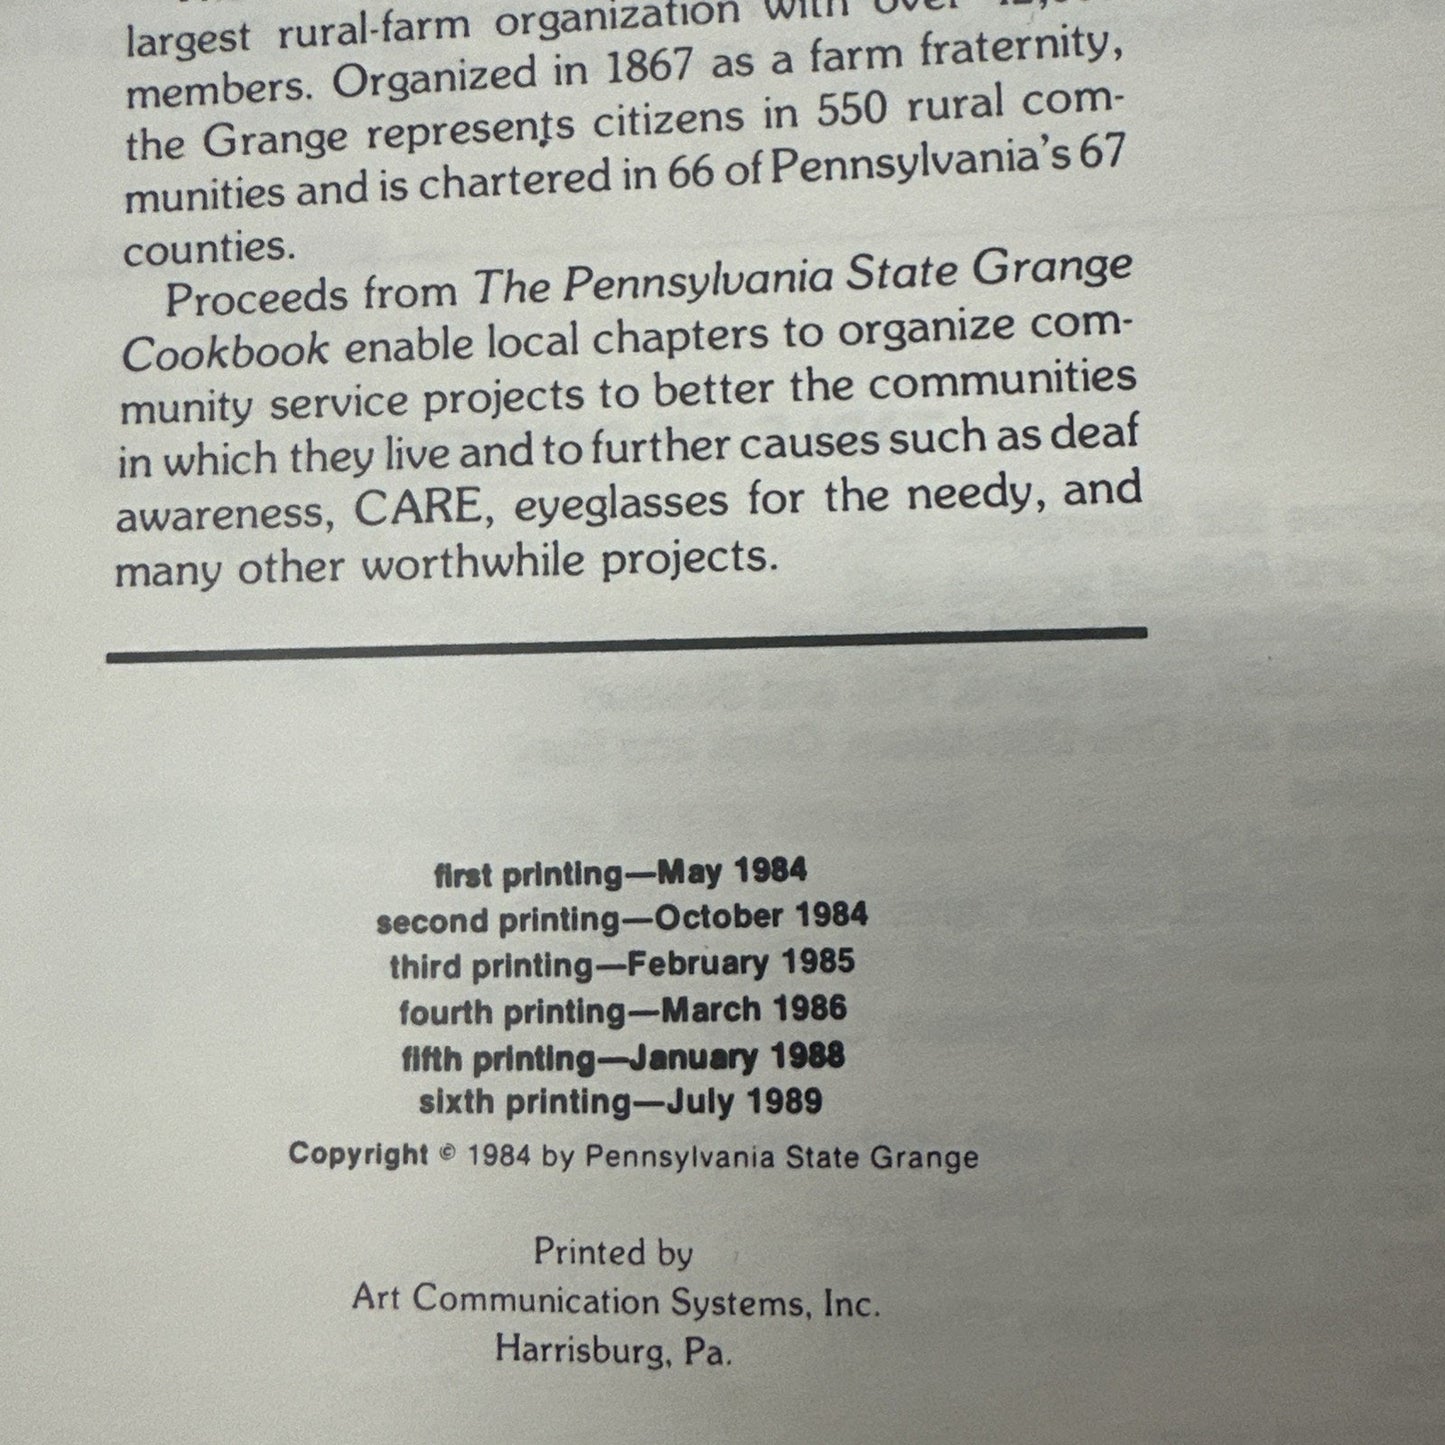 largest rural-farm organization with over
members. Organized in 1867 as a farm fraternity,
the Grange represents citizens in 550 rural com-
munities and is chartered in 66 of Pennsylvania's 67
counties.
Proceeds from The Pennsylvania State Grange
Cookbook enable local chapters to organize com-
munity service projects to better the communities
in which they live and to further causes such as deaf
awareness, CARE, eyeglasses for the needy, and
many other worthwhile projects.
first printing—May 1984
second printing—October 1984
third printing—February 1985
fourth printing—March 1986
fifth printing—January 1988
sixth printing—July 1989
Copyright © 1984 by Pennsylvania State Grange
Printed by
Art Communication Systems, Inc.
Harrisburg, Pa.